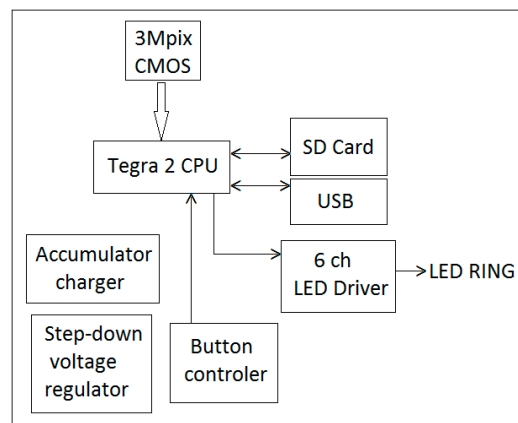 3Mpix
CMOS
Tegra 2 CPU
SD Card
USB
Accumulator
charger
6 ch
LED Driver
LED RING
Step-down
voltage
regulator
Button
controler